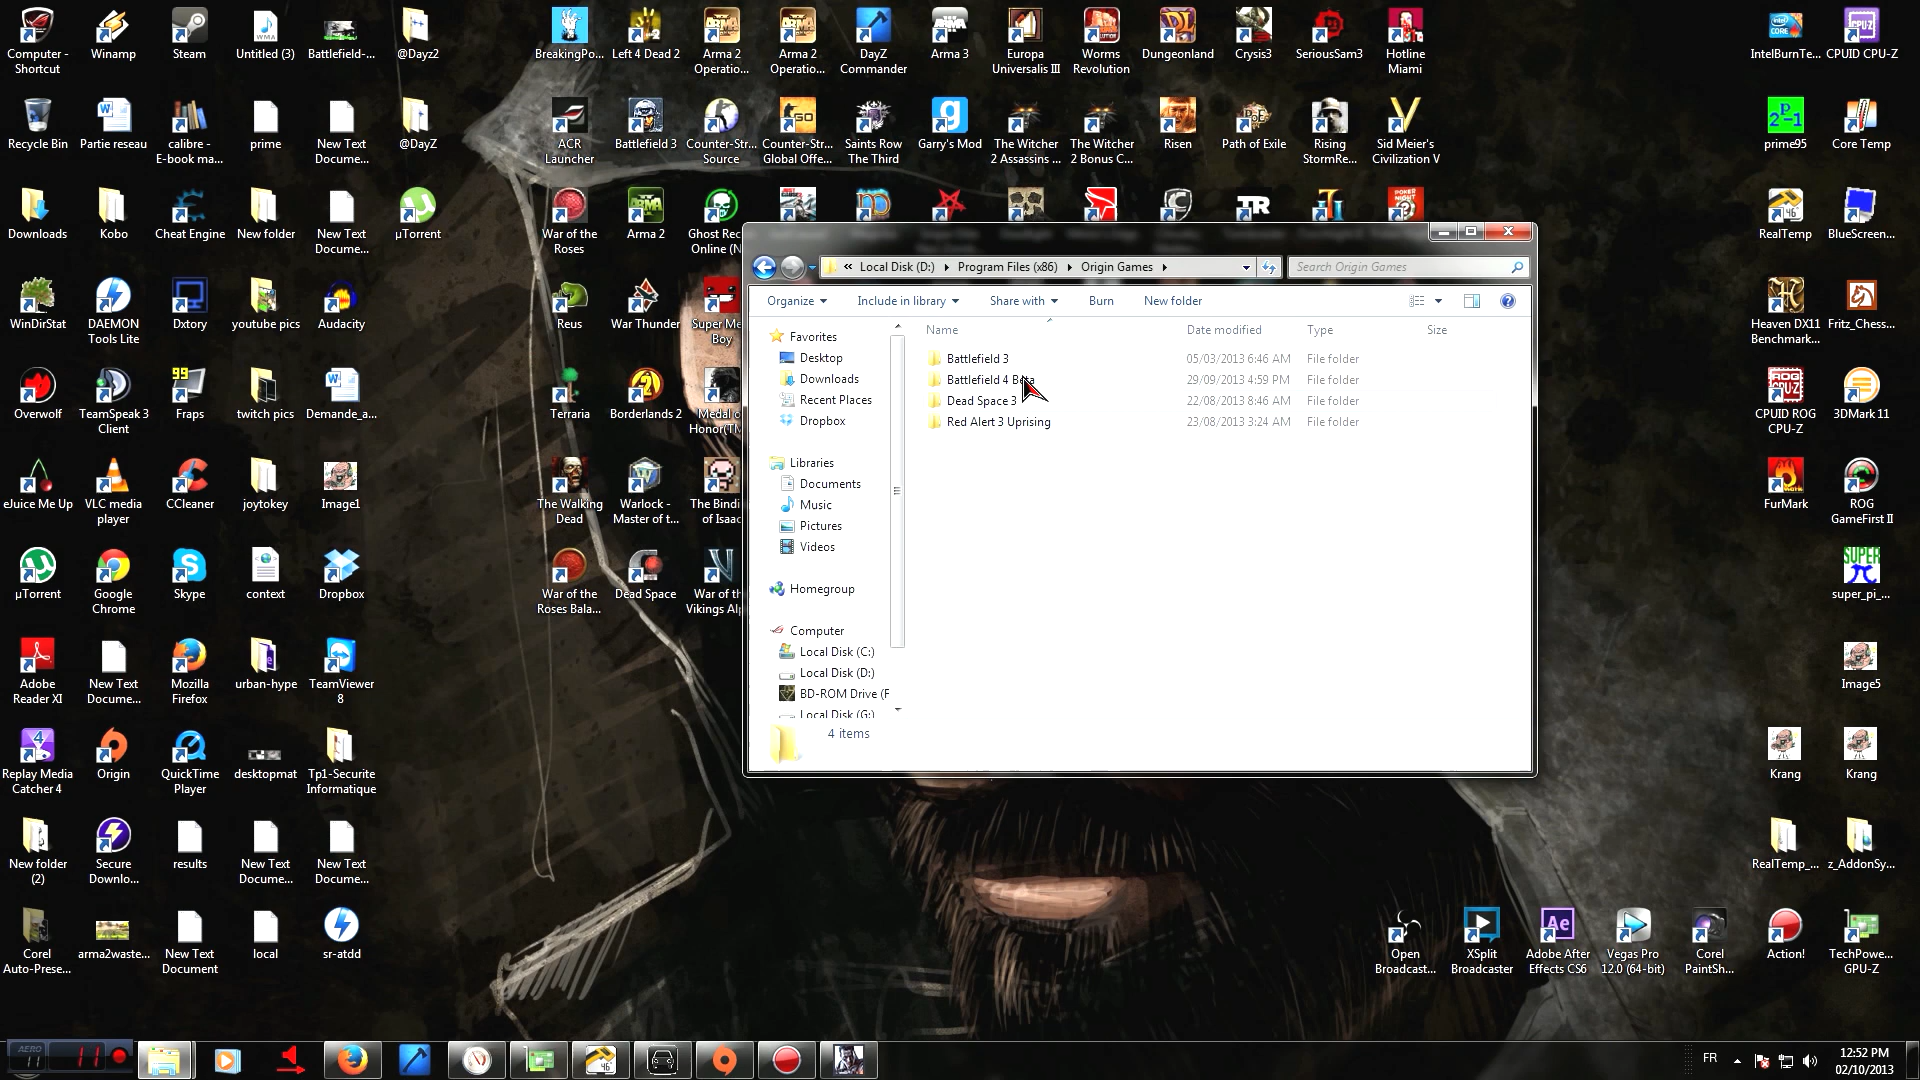 Computer - Shortcut
Winamp
Steam
Untitled (3)
Battlefield-...
@Dayz2
BreakingPo...
Left 4 Dead 2
Arma 2 Operatio...
Arma 2 Operatio...
DayZ Commander
Arma 3
Europa Universalis III
Worms Revolution
Dungeonland
Crysis3
SeriousSam3
Hotline Miami
IntelBurnTe...
CPUID CPU-Z
Recycle Bin
Partie reseau
calibre - E-book ma...
prime
New Text Docume...
@DayZ
ACR Launcher
Battlefield 3
Counter-Str... Source
Counter-Str... Global Offe...
Saints Row The Third
Garry's Mod
The Witcher 2 Assassins ...
The Witcher 2 Bonus C...
Risen
Path of Exile
Rising StormRe...
Sid Meier's Civilization V
prime95
Core Temp
Downloads
Kobo
Cheat Engine
New folder
New Text Docume...
µTorrent
War of the Roses
Arma 2
Ghost Rec Online (N
RealTemp
BlueScreen...
WinDirStat
DAEMON Tools Lite
Dxtory
youtube pics
Audacity
Reus
War Thunder
Super Me Boy
Heaven DX11 Benchmark...
Fritz_Chess...
Overwolf
TeamSpeak 3 Client
Fraps
twitch pics
Demande_a...
Terraria
Borderlands 2
Medal o Honor(TM
CPUID ROG CPU-Z
3DMark 11
eJuice Me Up
VLC media player
CCleaner
joytokey
Image1
The Walking Dead
Warlock - Master of t...
The Bindi of Isaac
FurMark
ROG GameFirst II
µTorrent
Google Chrome
Skype
context
Dropbox
War of the Roses Bala...
Dead Space
War of th Vikings Al
super_pi_...
Adobe Reader XI
New Text Docume...
Mozilla Firefox
urban-hype
TeamViewer 8
Image5
Replay Media Catcher 4
Origin
QuickTime Player
desktopmat
Tp1-Securite Informatique
Krang
Krang
New folder (2)
Secure Downlo...
results
New Text Docume...
New Text Docume...
RealTemp_...
z_AddonSy...
Corel Auto-Prese...
arma2waste...
New Text Document
local
sr-atdd
Open Broadcast...
XSplit Broadcaster
Adobe After Effects CS6
Vegas Pro 12.0 (64-bit)
Corel PaintSh...
Action!
TechPowe... GPU-Z
« Local Disk (D:) Program Files (x86) Origin Games
Search Origin Games
Organize Include in library Share with Burn New folder
Favorites
Desktop
Downloads
Recent Places
Dropbox
Libraries
Documents
Music
Pictures
Videos
Homegroup
Computer
Local Disk (C:)
Local Disk (D:)
BD-ROM Drive (F
Local Disk (G:)
Name Date modified Type Size
Battlefield 3 05/03/2013 6:46 AM File folder
Battlefield 4 Beta 29/09/2013 4:59 PM File folder
Dead Space 3 22/08/2013 8:46 AM File folder
Red Alert 3 Uprising 23/08/2013 3:24 AM File folder
4 items
AERO
11
11
FR
12:52 PM
02/10/2013